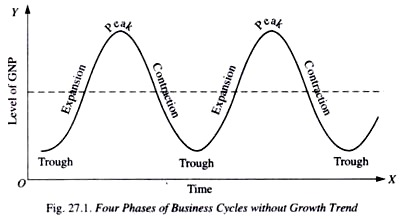 Y
Peak
Peak
Level of GNP
Expansion
Contraction
Expansion
Contraction
Trough
Trough
Trough
O
Time
X
Fig. 27.1. Four Phases of Business Cycles without Growth Trend